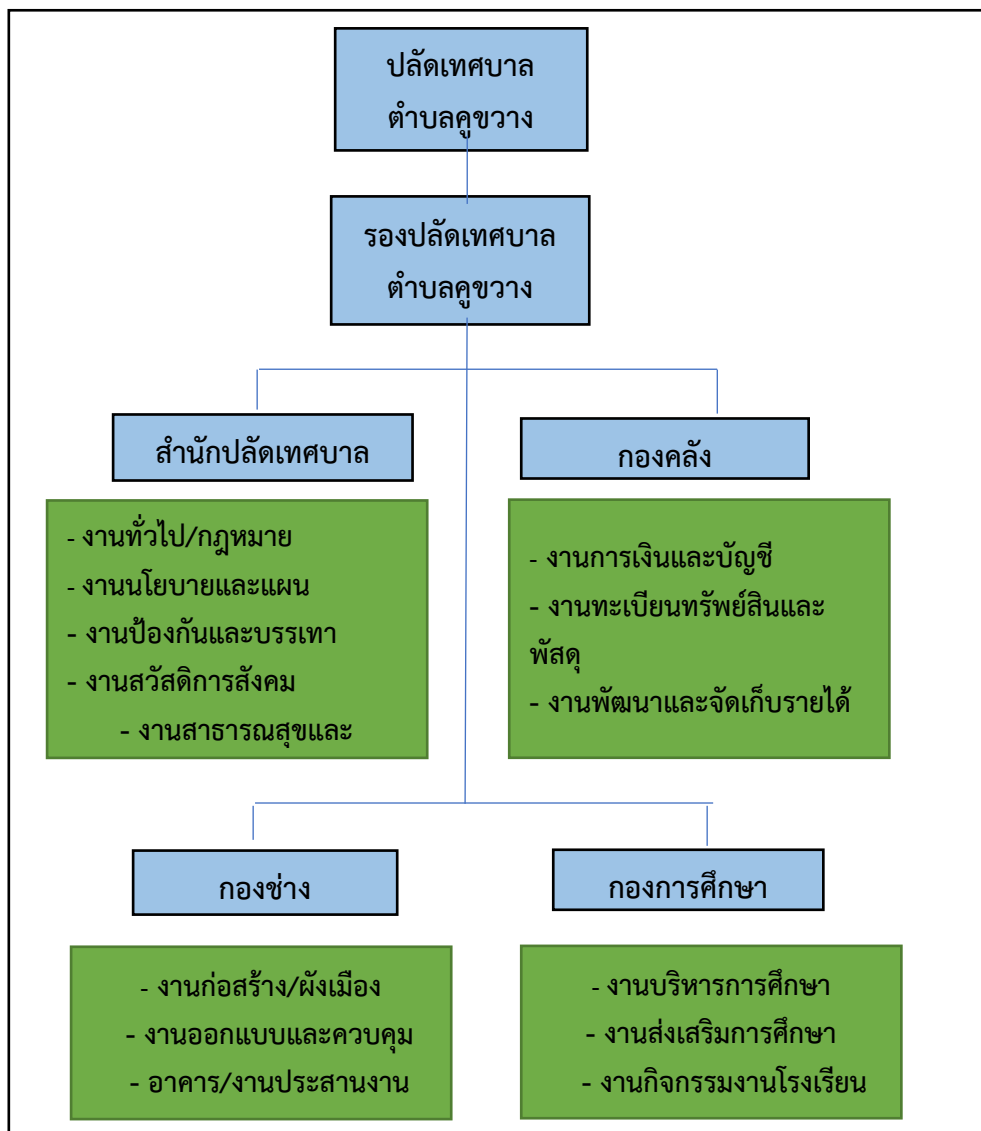 ปลัดเทศบาล
ตำบลคูขวาง
รองปลัดเทศบาล
ตำบลคูขวาง
สำนักปลัดเทศบาล
- งานทั่วไป/กฎหมาย
- งานนโยบายและแผน
- งานป้องกันและบรรเทา
- งานสวัสดิการสังคม
- งานสาธารณสุขและ
กองคลัง
- งานการเงินและบัญชี
- งานทะเบียนทรัพย์สินและ
พัสดุ
- งานพัฒนาและจัดเก็บรายได้
กองช่าง
- งานก่อสร้าง/ผังเมือง
- งานออกแบบและควบคุม
- อาคาร/งานประสานงาน
กองการศึกษา
- งานบริหารการศึกษา
- งานส่งเสริมการศึกษา
- งานกิจกรรมงานโรงเรียน